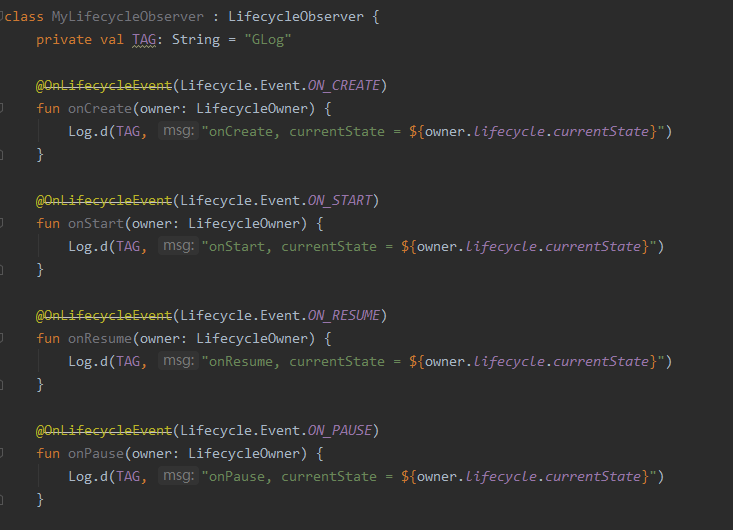 class MyLifecycleObserver : LifecycleObserver {
    private val TAG: String = "GLog"

    @OnLifecycleEvent(Lifecycle.Event.ON_CREATE)
    fun onCreate(owner: LifecycleOwner) {
        Log.d(TAG, msg: "onCreate, currentState = ${owner.lifecycle.currentState}")
    }

    @OnLifecycleEvent(Lifecycle.Event.ON_START)
    fun onStart(owner: LifecycleOwner) {
        Log.d(TAG, msg: "onStart, currentState = ${owner.lifecycle.currentState}")
    }

    @OnLifecycleEvent(Lifecycle.Event.ON_RESUME)
    fun onResume(owner: LifecycleOwner) {
        Log.d(TAG, msg: "onResume, currentState = ${owner.lifecycle.currentState}")
    }

    @OnLifecycleEvent(Lifecycle.Event.ON_PAUSE)
    fun onPause(owner: LifecycleOwner) {
        Log.d(TAG, msg: "onPause, currentState = ${owner.lifecycle.currentState}")
    }